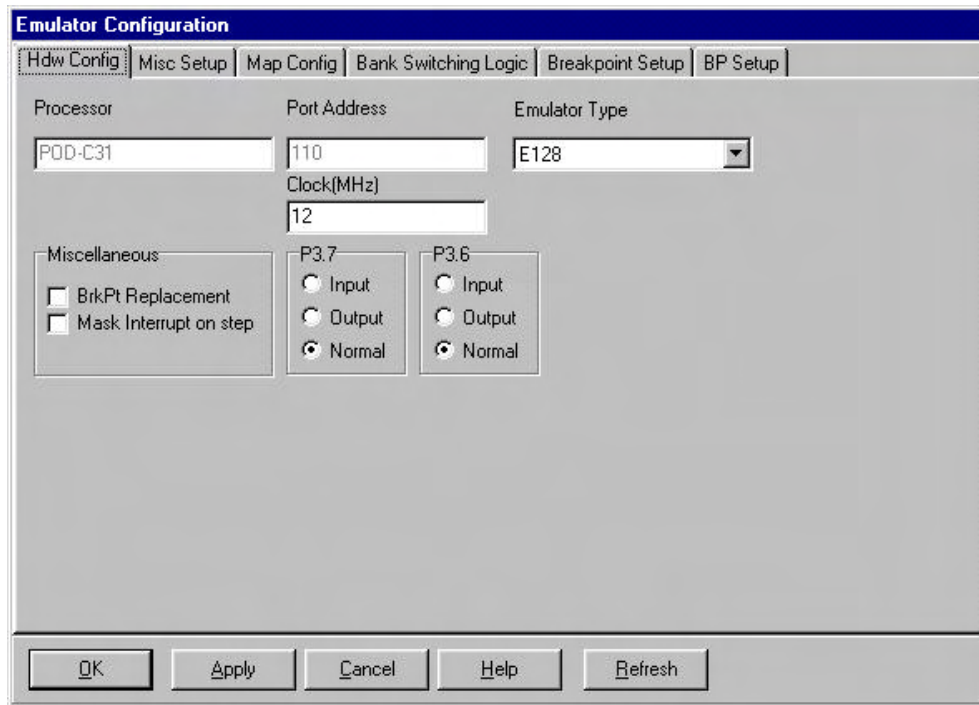 Emulator Configuration
Hdw Config Misc Setup Map Config Bank Switching Logic Breakpoint Setup BP Setup
Processor Port Address Emulator Type
POD-C31 110 E128
Clock(MHz)
12
Miscellaneous P3.7 P3.6
BrkPt Replacement Input Input
Mask Interrupt on step Output Output
Normal Normal
OK Apply Cancel Help Refresh